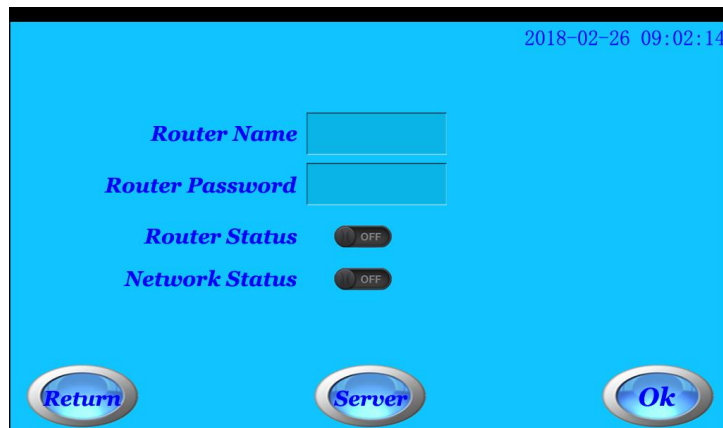 2018-02-26 09:02:14
Router Name
Router Password
Router Status OFF
Network Status OFF
Return Server Ok